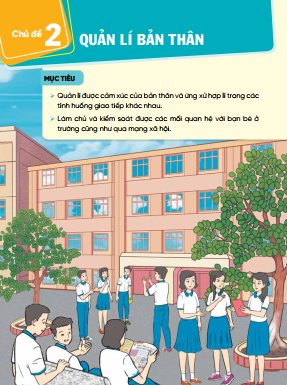 Chủ đề 2
QUẢN LÍ BẢN THÂN
MỤC TIÊU
Quản lí được cảm xúc của bản thân và ứng xử hợp lí trong các
tình huống giao tiếp khác nhau.
Làm chủ và kiểm soát được các mối quan hệ với bạn bè ở
trường cũng như qua mạng xã hội.